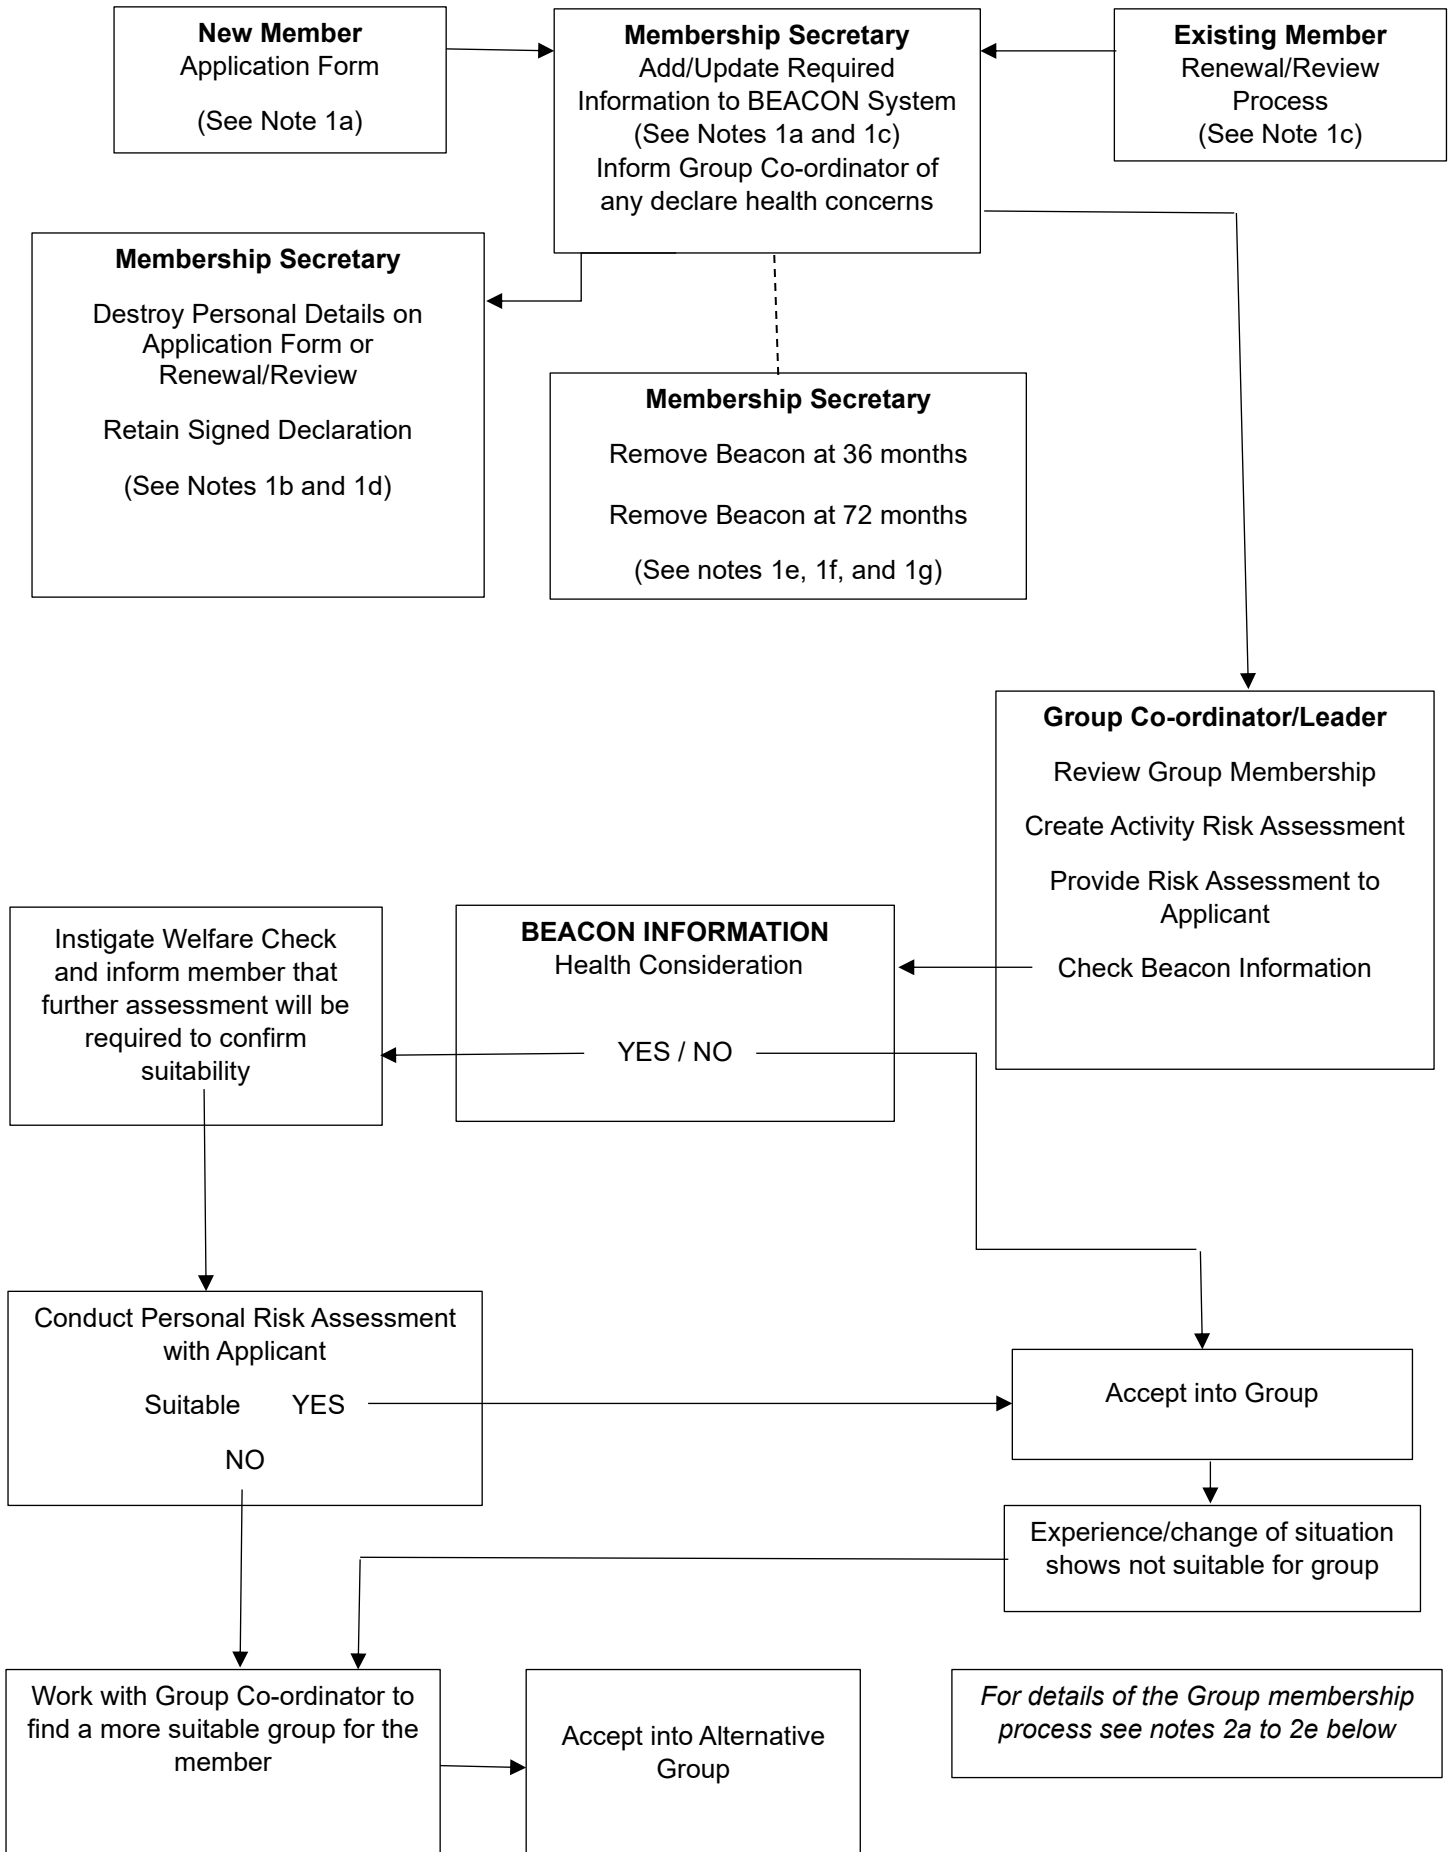 New Member
Application Form
(See Note 1a)
Membership Secretary
Add/Update Required
Information to BEACON System
(See Notes 1a and 1c)
Inform Group Co-ordinator of
any declare health concerns
Existing Member
Renewal/Review
Process
(See Note 1c)
Membership Secretary
Destroy Personal Details on
Application Form or
Renewal/Review
Retain Signed Declaration
(See Notes 1b and 1d)
Membership Secretary
Remove Beacon at 36 months
Remove Beacon at 72 months
(See notes 1e, 1f, and 1g)
Group Co-ordinator/Leader
Review Group Membership
Create Activity Risk Assessment
Provide Risk Assessment to
Applicant
Check Beacon Information
BEACON INFORMATION
Health Consideration
YES / NO
Instigate Welfare Check
and inform member that
further assessment will be
required to confirm
suitability
Conduct Personal Risk Assessment
with Applicant
Suitable YES
NO
Accept into Group
Experience/change of situation
shows not suitable for group
Work with Group Co-ordinator to
find a more suitable group for the
member
Accept into Alternative
Group
For details of the Group membership
process see notes 2a to 2e below